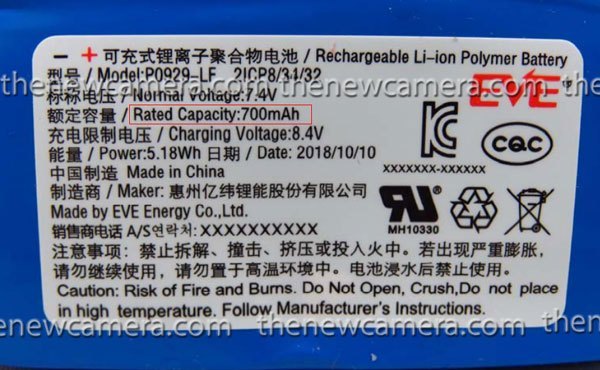 − + 可充式锂离子聚合物电池 / Rechargeable Li-ion Polymer Battery
型号 / Model:P0929-LF 2ICP8/34/32
thenewcamera.com
标称电压 / Normal Voltage:7.4V
EVE
额定容量 / Rated Capacity:700mAh
充电限制电压 / Charging Voltage:8.4V
KC
CQC
能量 / Power:5.18Wh 日期 / Date: 2018/10/10
XXXXXXX-XXXXXX
中国制造 Made in China
制造商 / Maker: 惠州亿纬锂能股份有限公司
Made by EVE Energy Co.,Ltd.
MH10330
销售商电话 A/S연락처:XXXXXXXXXX
注意事项：禁止拆解、撞击、挤压或投入火中。若出现严重膨胀，
请勿继续使用，请勿置于高温环境中。电池浸水后禁止使用。
Caution: Risk of Fire and Burns. Do Not Open, Crush,Do not place
in high temperature. Follow Manufacturer's Instructions.
thenewcamera.com